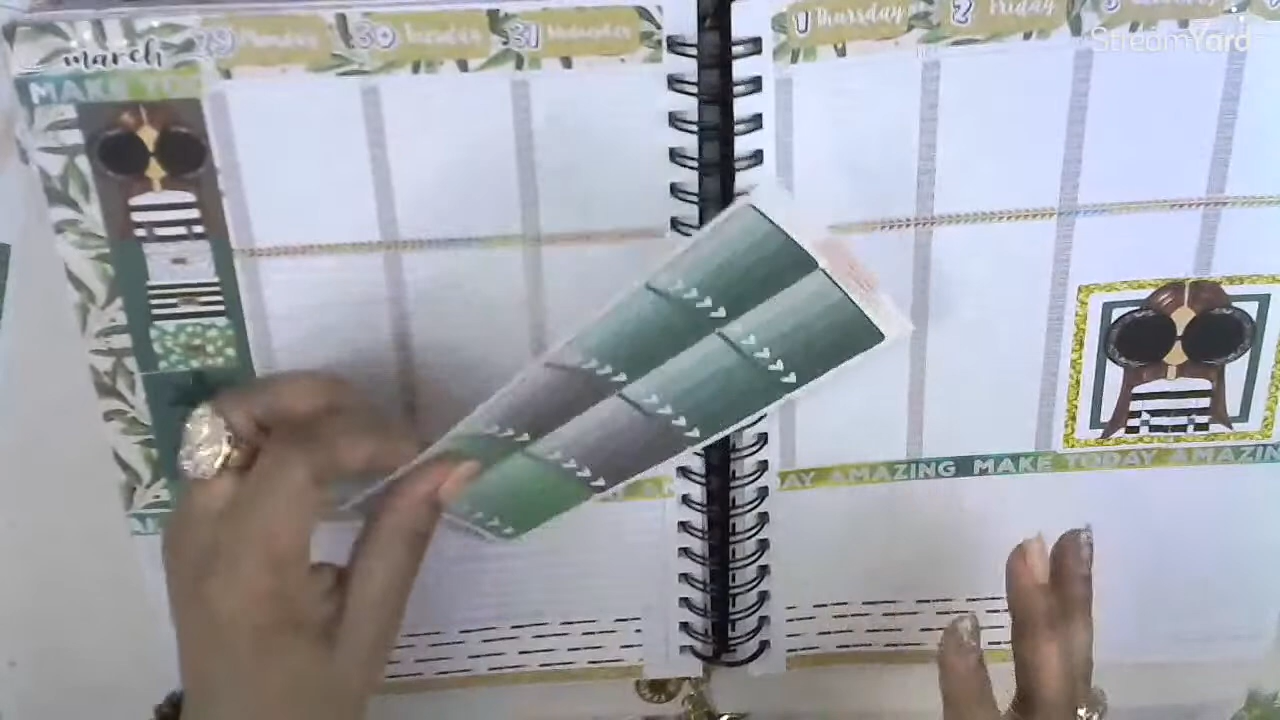 march
29 Monday
30 Tuesday
31 Wednesday
1 Thursday
2 Friday
StreamYard
MAKE TO
AY AMAZING MAKE TODAY AMAZIN